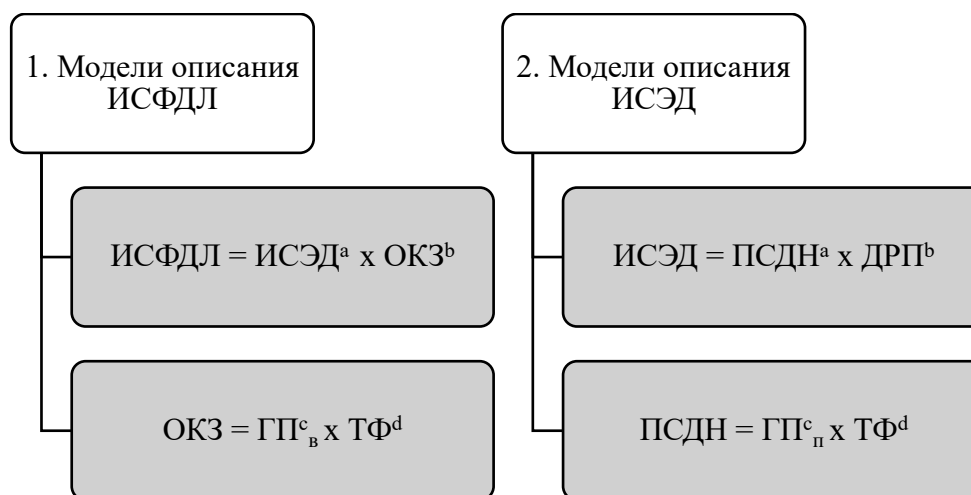 1. Модели описания
ИСФДЛ
ИСФДЛ = ИСЭДᵃ x ОКЗᵇ
ОКЗ = ГПᶜв x ТФᵈ
2. Модели описания
ИСЭД
ИСЭД = ПСДНᵃ x ДРПᵇ
ПСДН = ГПᶜп x ТФᵈ